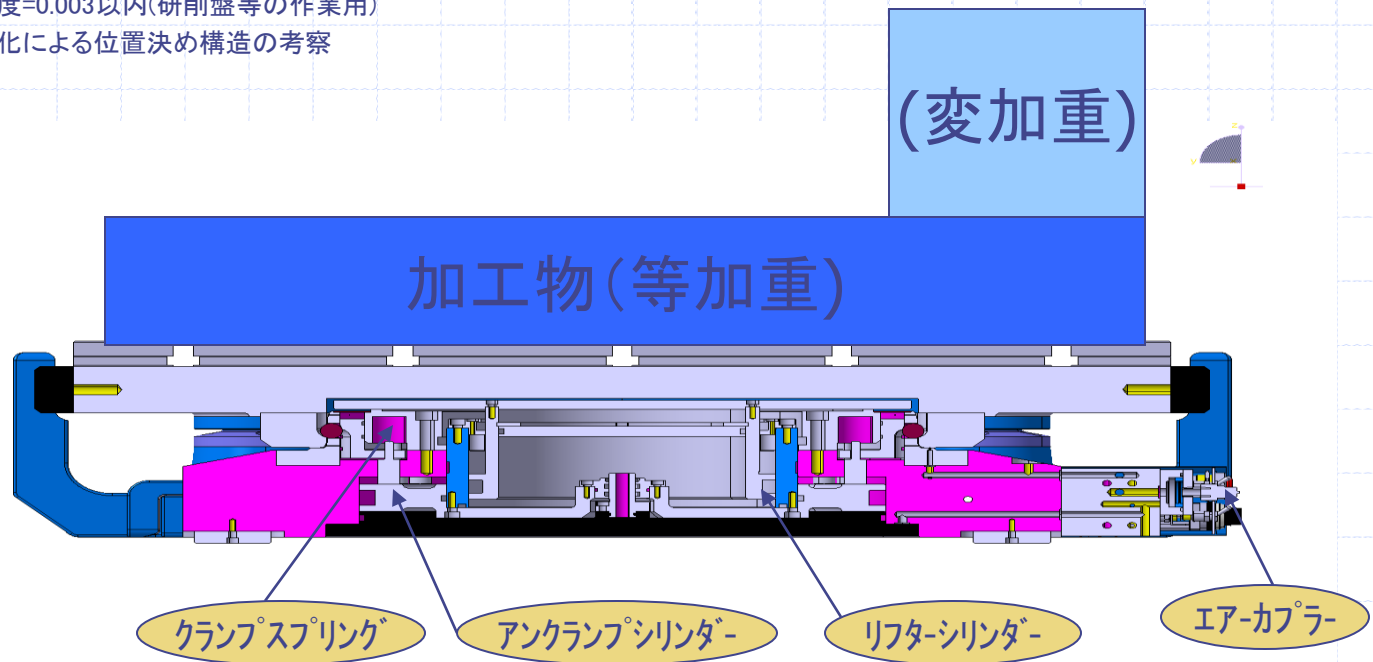 度=0.003以内(研削盤等の作業用)
化による位置決め構造の考察
(変加重)
加工物(等加重)
クランプスプリング
アンクランプシリンダー
リフターシリンダー
エアーカプラー